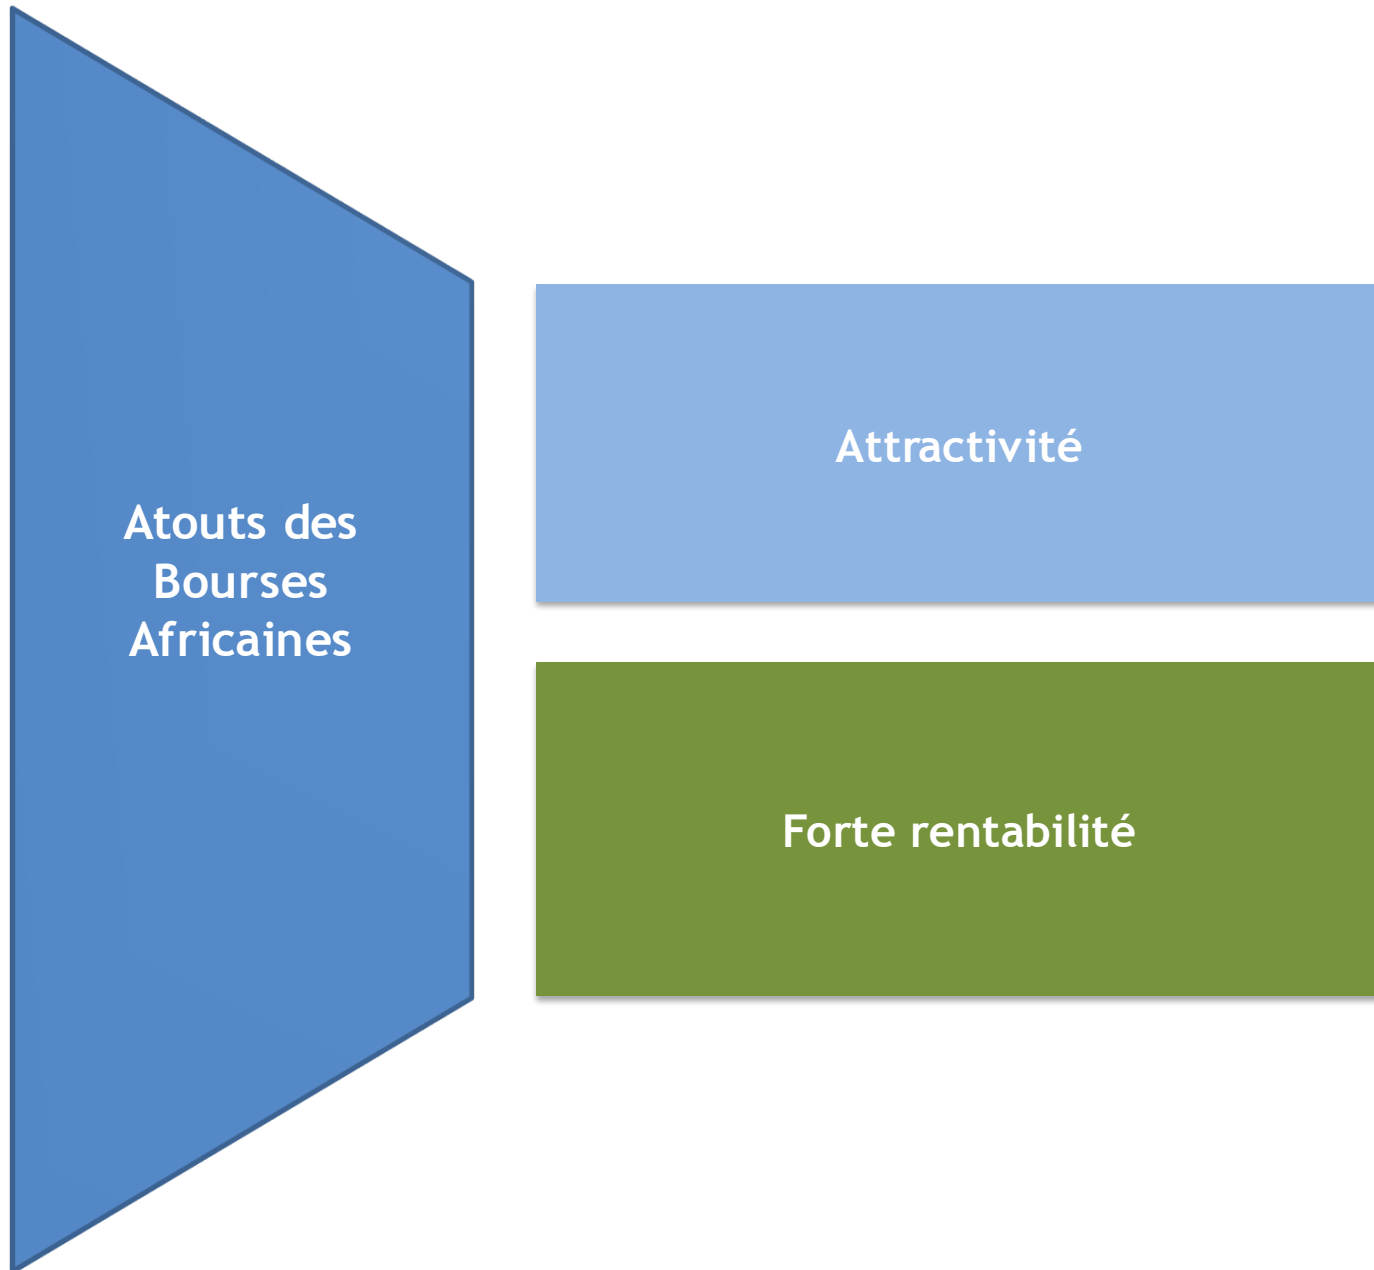 Atouts des
Bourses
Africaines
Attractivité
Forte rentabilité